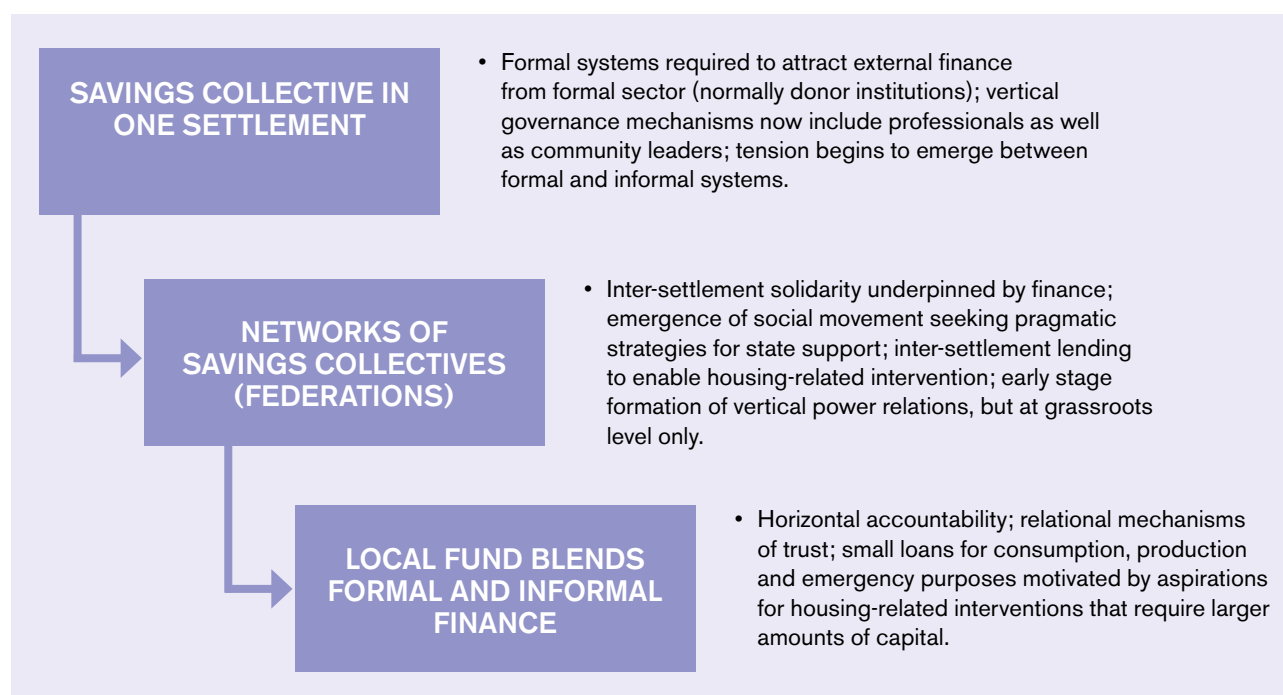 SAVINGS COLLECTIVE IN
ONE SETTLEMENT
• Formal systems required to attract external finance
from formal sector (normally donor institutions); vertical
governance mechanisms now include professionals as well
as community leaders; tension begins to emerge between
formal and informal systems.
NETWORKS OF
SAVINGS COLLECTIVES
(FEDERATIONS)
• Inter-settlement solidarity underpinned by finance;
emergence of social movement seeking pragmatic
strategies for state support; inter-settlement lending
to enable housing-related intervention; early stage
formation of vertical power relations, but at grassroots
level only.
LOCAL FUND BLENDS
FORMAL AND INFORMAL
FINANCE
• Horizontal accountability; relational mechanisms
of trust; small loans for consumption, production
and emergency purposes motivated by aspirations
for housing-related interventions that require larger
amounts of capital.